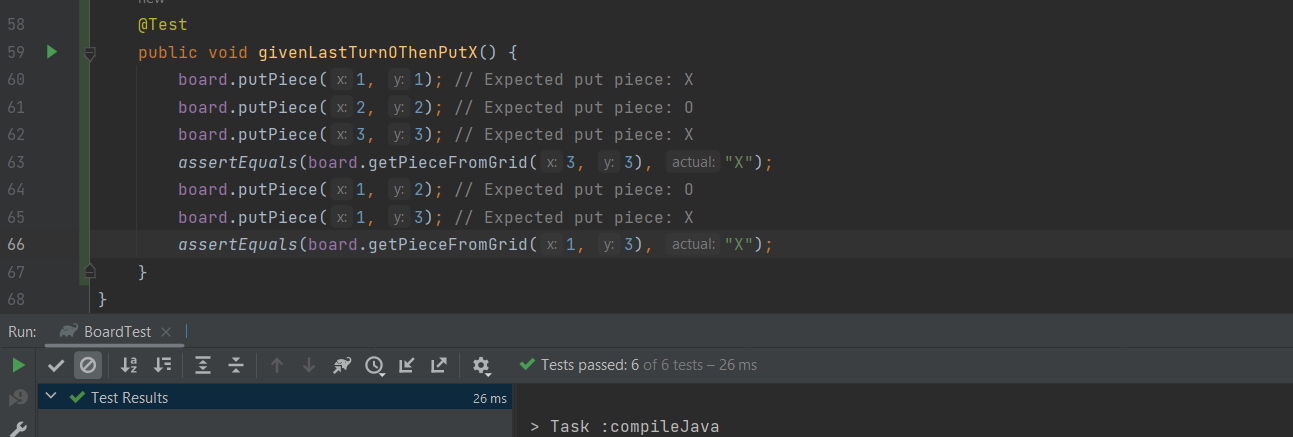 new
58 @Test
59 public void givenLastTurnOThenPutX() {
60 board.putPiece( x: 1, y: 1); // Expected put piece: X
61 board.putPiece( x: 2, y: 2); // Expected put piece: O
62 board.putPiece( x: 3, y: 3); // Expected put piece: X
63 assertEquals(board.getPieceFromGrid( x: 3, y: 3), actual: "X");
64 board.putPiece( x: 1, y: 2); // Expected put piece: O
65 board.putPiece( x: 1, y: 3); // Expected put piece: X
66 assertEquals(board.getPieceFromGrid( x: 1, y: 3), actual: "X");
67 }
68 }
Run: BoardTest
Tests passed: 6 of 6 tests – 26 ms
Test Results 26 ms
> Task :compileJava